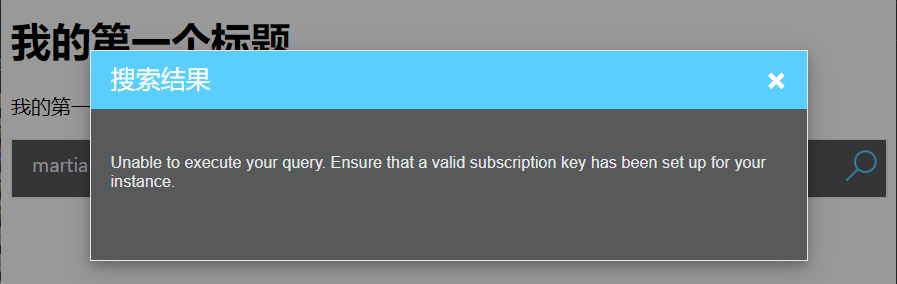 我的第一个标题
搜索结果
我的第一
Unable to execute your query. Ensure that a valid subscription key has been set up for your
instance.
martia